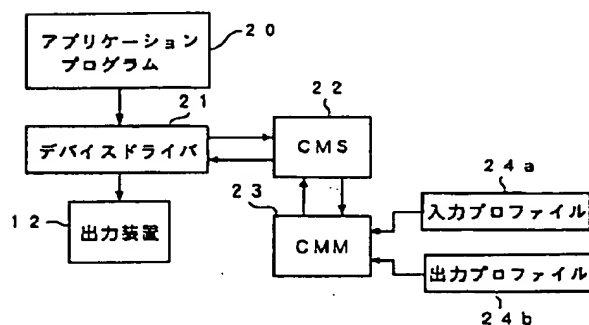 20
アプリケーション
プログラム
21
22
デバイスドライバ
CMS
24a
23
入力プロファイル
12
出力装置
CMM
出力プロファイル
24b